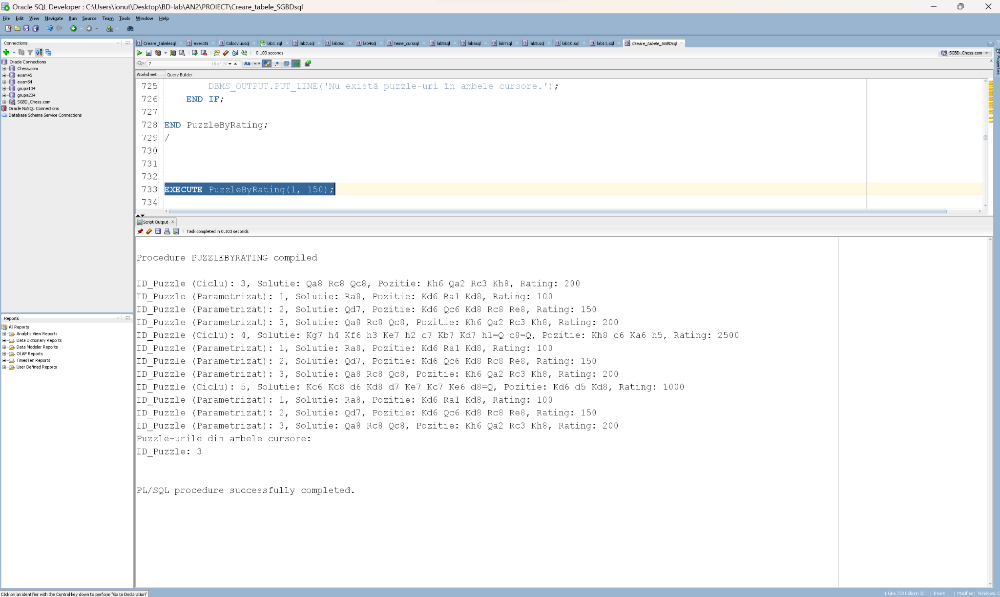 Oracle SQL Developer : C:\Users\ionut\Desktop\BD-lab\AN2\PROIECT\Creare_tabele_SGBDsql
File Edit View Navigate Run Source Team Tools Window Help
Connections
Oracle Connections
Chess.com
exam45
exam54
grupa134
grupa234
SGBD_Chess.com
Oracle NoSQL Connections
Database Schema Service Connections
Reports
All Reports
Analytic View Reports
Data Dictionary Reports
Data Modeler Reports
OLAP Reports
TimesTen Reports
User Defined Reports
Creare_tabelesql exercitii Colocviuusql lab1.sql lab2.sql lab3sql lab4sql teme_curssql lab5sql lab6sql lab7sql lab8.sql lab10.sql lab11,sql Creare_tabele_SGBDsql
0.103 seconds
SGBD_Chess.com
7 18 of 20
Worksheet Query Builder
725 DBMS_OUTPUT.PUT_LINE('Nu există puzzle-uri în ambele cursore.');
726 END IF;
727
728 END PuzzleByRating;
729 /
730
731
732
733 EXECUTE PuzzleByRating(1, 150);
734
Script Output
Task completed in 0.103 seconds
Procedure PUZZLEBYRATING compiled
ID_Puzzle (Ciclu): 3, Solutie: Qa8 Rc8 Qc8, Pozitie: Kh6 Qa2 Rc3 Kh8, Rating: 200
ID_Puzzle (Parametrizat): 1, Solutie: Ra8, Pozitie: Kd6 Ra1 Kd8, Rating: 100
ID_Puzzle (Parametrizat): 2, Solutie: Qd7, Pozitie: Kd6 Qc6 Kd8 Rc8 Re8, Rating: 150
ID_Puzzle (Parametrizat): 3, Solutie: Qa8 Rc8 Qc8, Pozitie: Kh6 Qa2 Rc3 Kh8, Rating: 200
ID_Puzzle (Ciclu): 4, Solutie: Kg7 h4 Kf6 h3 Ke7 h2 c7 Kb7 Kd7 h1=Q c8=Q, Pozitie: Kh8 c6 Ka6 h5, Rating: 2500
ID_Puzzle (Parametrizat): 1, Solutie: Ra8, Pozitie: Kd6 Ra1 Kd8, Rating: 100
ID_Puzzle (Parametrizat): 2, Solutie: Qd7, Pozitie: Kd6 Qc6 Kd8 Rc8 Re8, Rating: 150
ID_Puzzle (Parametrizat): 3, Solutie: Qa8 Rc8 Qc8, Pozitie: Kh6 Qa2 Rc3 Kh8, Rating: 200
ID_Puzzle (Ciclu): 5, Solutie: Kc6 Kc8 d6 Kd8 d7 Ke7 Kc7 Ke6 d8=Q, Pozitie: Kd6 d5 Kd8, Rating: 1000
ID_Puzzle (Parametrizat): 1, Solutie: Ra8, Pozitie: Kd6 Ra1 Kd8, Rating: 100
ID_Puzzle (Parametrizat): 2, Solutie: Qd7, Pozitie: Kd6 Qc6 Kd8 Rc8 Re8, Rating: 150
ID_Puzzle (Parametrizat): 3, Solutie: Qa8 Rc8 Qc8, Pozitie: Kh6 Qa2 Rc3 Kh8, Rating: 200
Puzzle-urile din ambele cursore:
ID_Puzzle: 3
PL/SQL procedure successfully completed.
Properties
Click on an identifier with the Control key down to perform "Go to Declaration"
Line 733 Column 32 | Insert | Modified | Windows: C